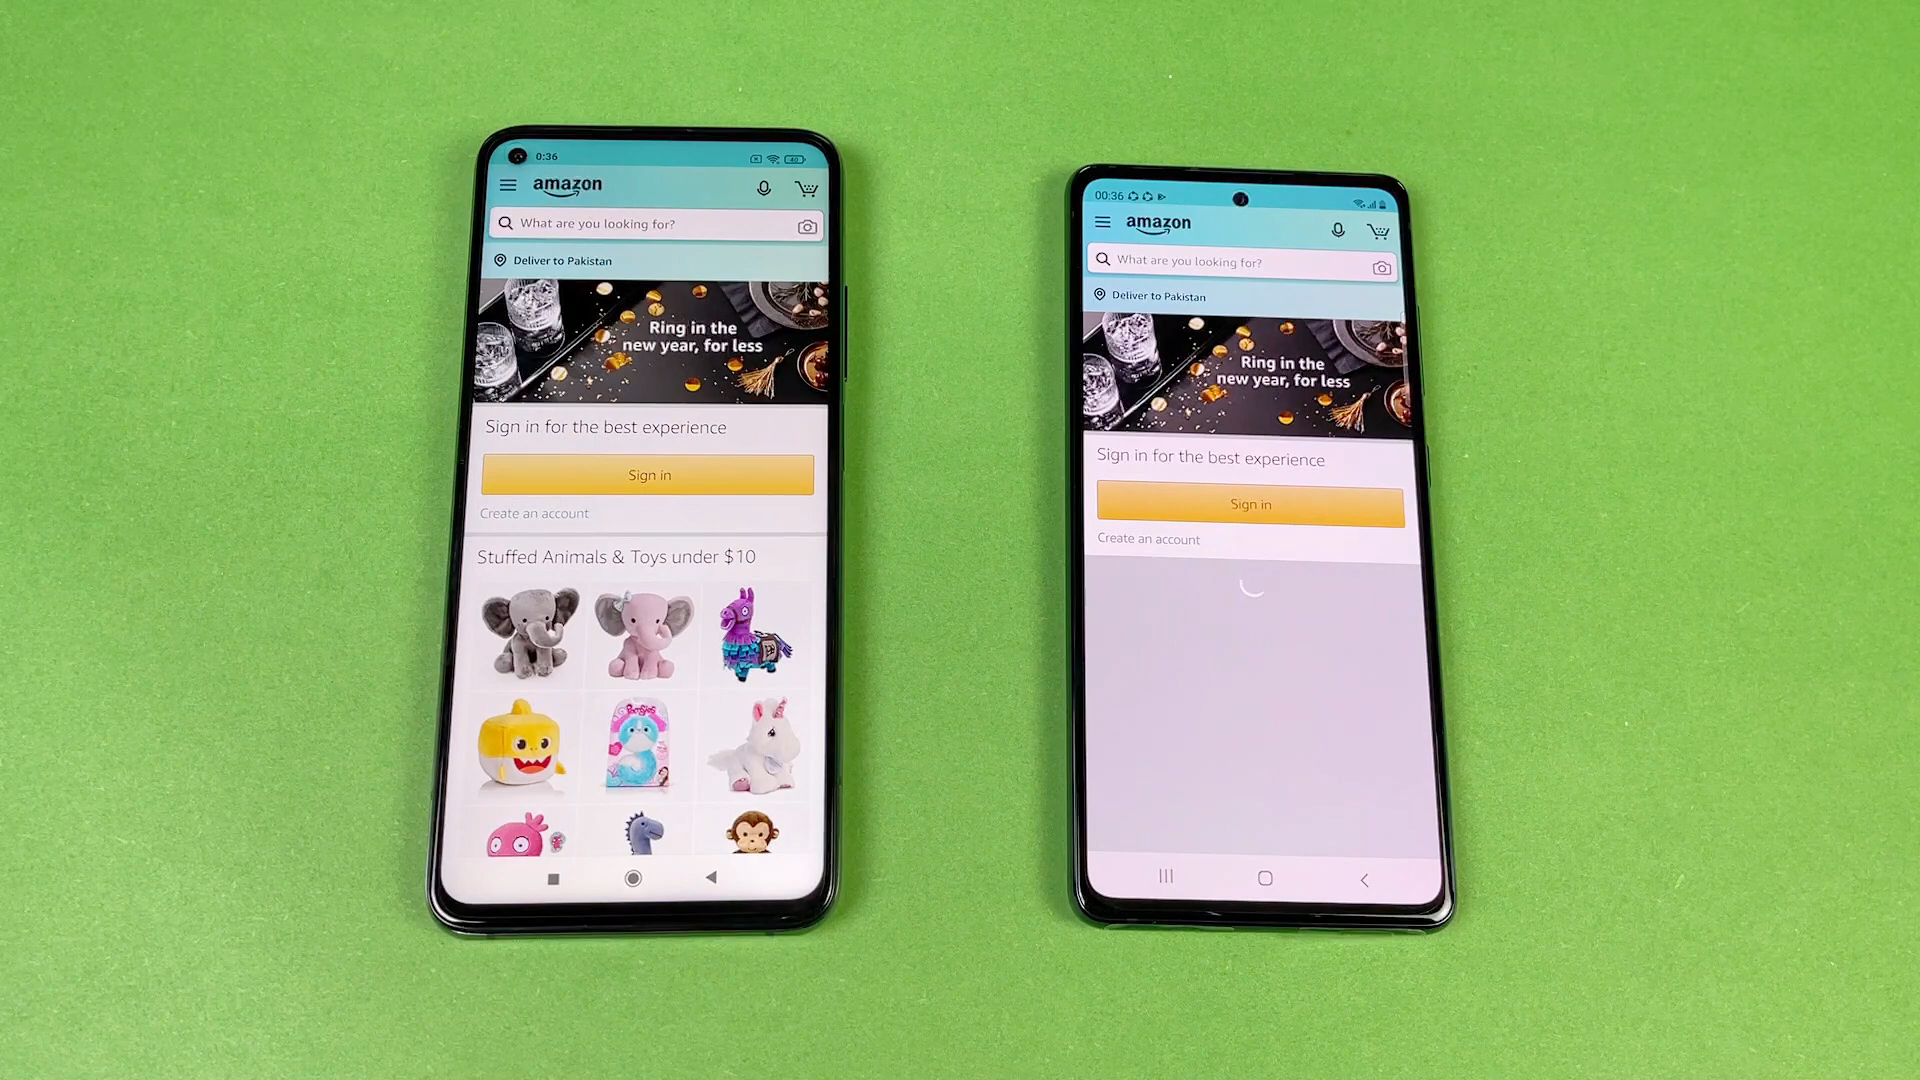 0:36
40
amazon
What are you looking for?
Deliver to Pakistan
Ring in the
new year, for less
Sign in for the best experience
Sign in
Create an account
Stuffed Animals & Toys under $10
00:36
amazon
What are you looking for?
Deliver to Pakistan
Ring in the
new year, for less
Sign in for the best experience
Sign in
Create an account